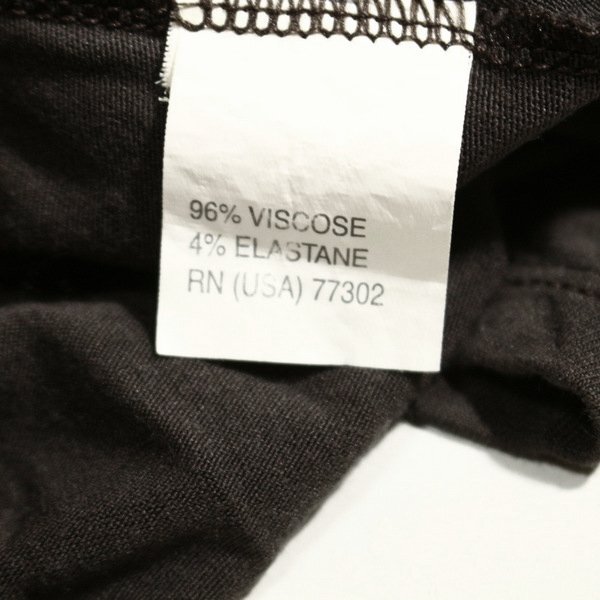 96% VISCOSE
4% ELASTANE
RN (USA) 77302